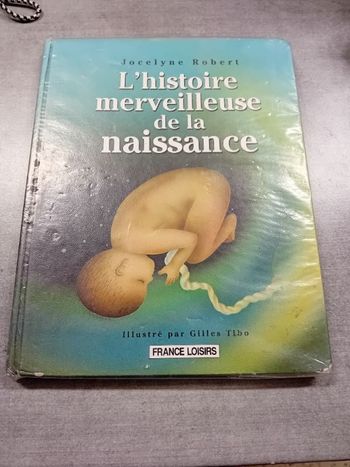 Jocelyne Robert
L'histoire
merveilleuse
de la
naissance
Illustré par Gilles Tibo
FRANCE LOISIRS